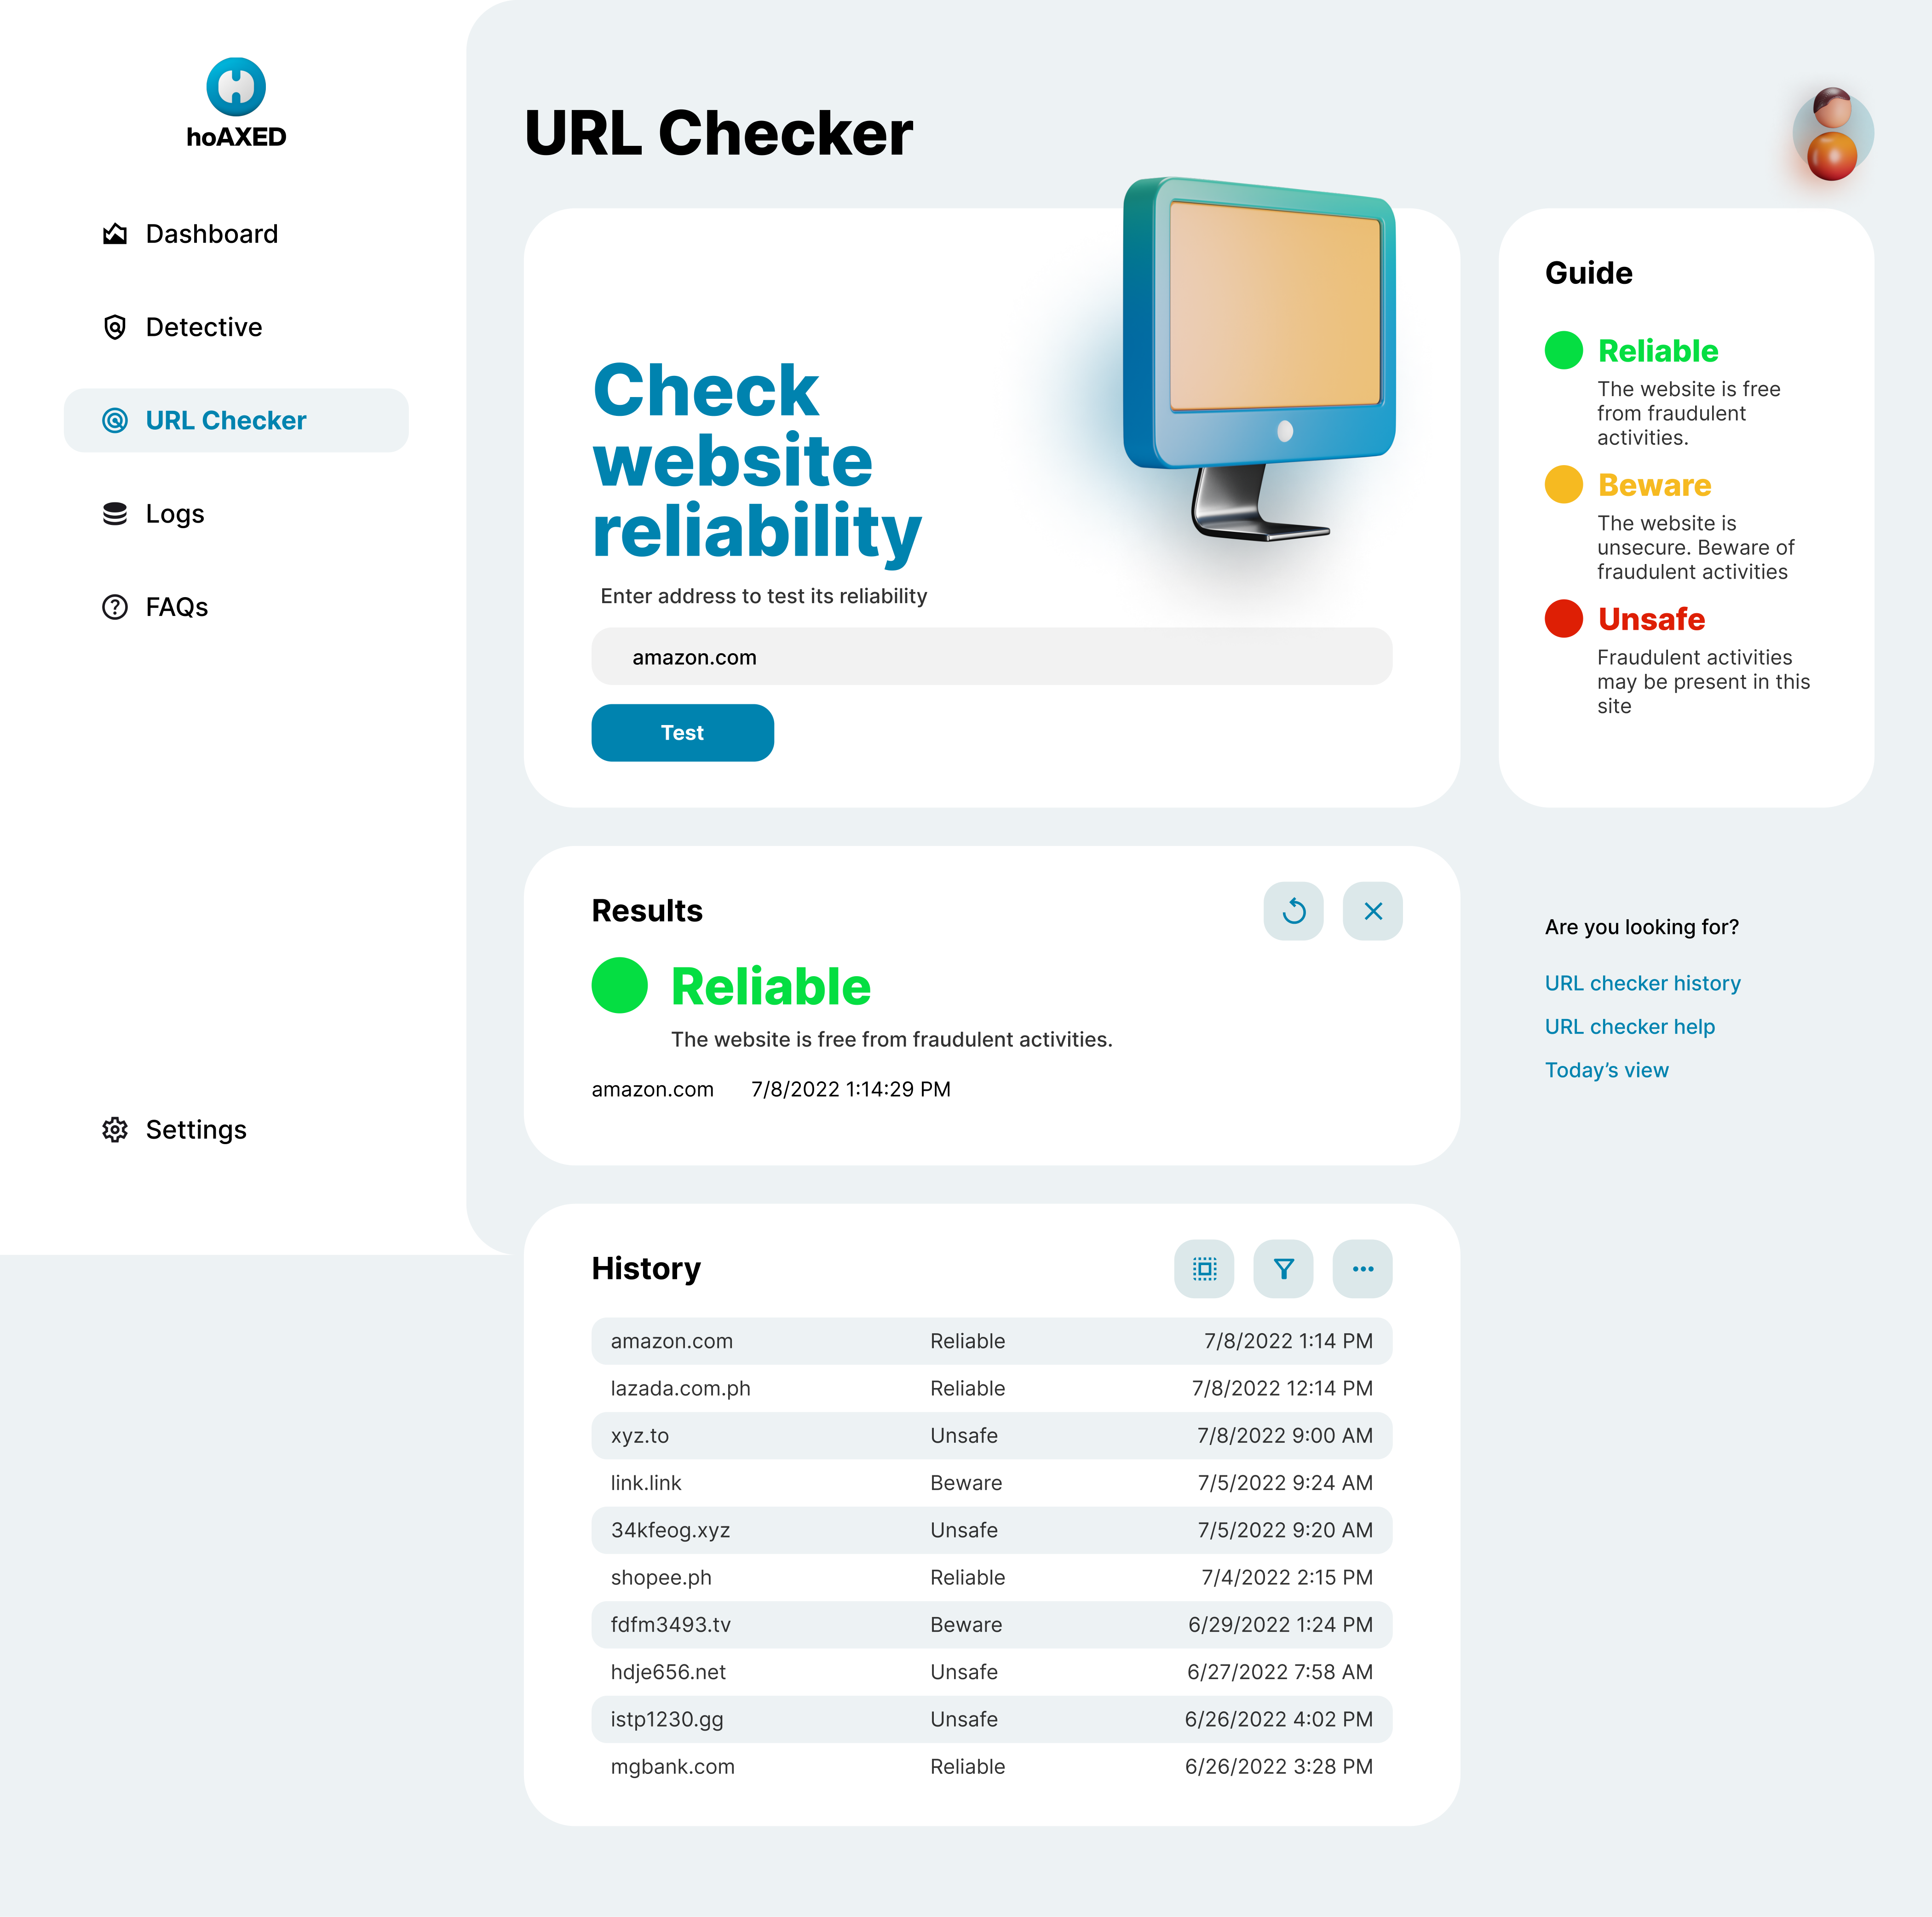 hoAXED
Dashboard
Detective
URL Checker
Logs
FAQs
Settings
URL Checker
Check
website
reliability
Enter address to test its reliability
amazon.com
Test
Guide
Reliable
The website is free
from fraudulent
activities.
Beware
The website is
unsecure. Beware of
fraudulent activities
Unsafe
Fraudulent activities
may be present in this
site
Results
Reliable
The website is free from fraudulent activities.
amazon.com 7/8/2022 1:14:29 PM
Are you looking for?
URL checker history
URL checker help
Today’s view
History
amazon.com Reliable 7/8/2022 1:14 PM
lazada.com.ph Reliable 7/8/2022 12:14 PM
xyz.to Unsafe 7/8/2022 9:00 AM
link.link Beware 7/5/2022 9:24 AM
34kfeog.xyz Unsafe 7/5/2022 9:20 AM
shopee.ph Reliable 7/4/2022 2:15 PM
fdfm3493.tv Beware 6/29/2022 1:24 PM
hdje656.net Unsafe 6/27/2022 7:58 AM
istp1230.gg Unsafe 6/26/2022 4:02 PM
mgbank.com Reliable 6/26/2022 3:28 PM